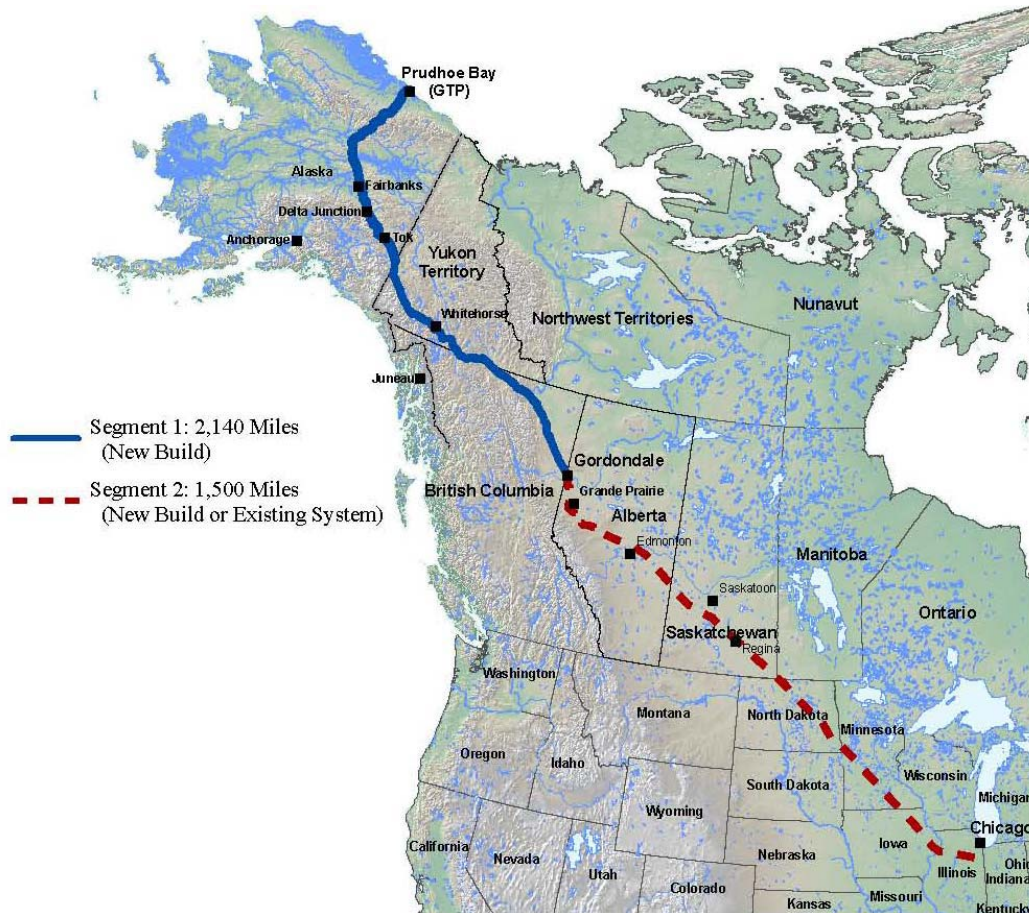 Prudhoe Bay
(GTP)
Alaska
Fairbanks
Delta Junction
Anchorage
Tok
Yukon
Territory
Nunavut
Northwest Territories
Whitehorse
Juneau
Segment 1: 2,140 Miles
(New Build)
Gordondale
Segment 2: 1,500 Miles
(New Build or Existing System)
British Columbia
Grande Prairie
Alberta
Edmonton
Manitoba
Saskatoon
Ontario
Saskatchewan
Regina
Washington
Montana
North Dakota
Minnesota
Oregon
Idaho
Wisconsin
South Dakota
Michigan
Wyoming
Chicago
California
Nevada
Nebraska
Iowa
Illinois
Ohi
Indiana
Utah
Colorado
Missouri
Kansas
Kentucky